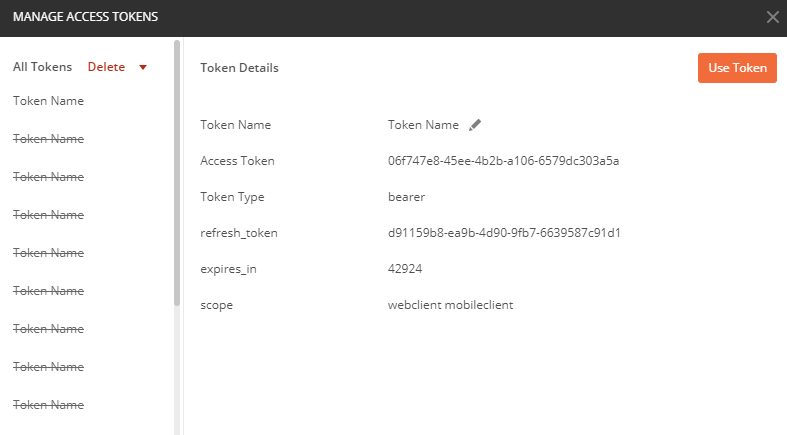 MANAGE ACCESS TOKENS
All Tokens Delete
Token Name
Token Name
Token Name
Token Name
Token Name
Token Name
Token Name
Token Name
Token Name
Token Details Use Token
Token Name Token Name
Access Token 06f747e8-45ee-4b2b-a106-6579dc303a5a
Token Type bearer
refresh_token d91159b8-ea9b-4d90-9fb7-6639587c91d1
expires_in 42924
scope webclient mobileclient